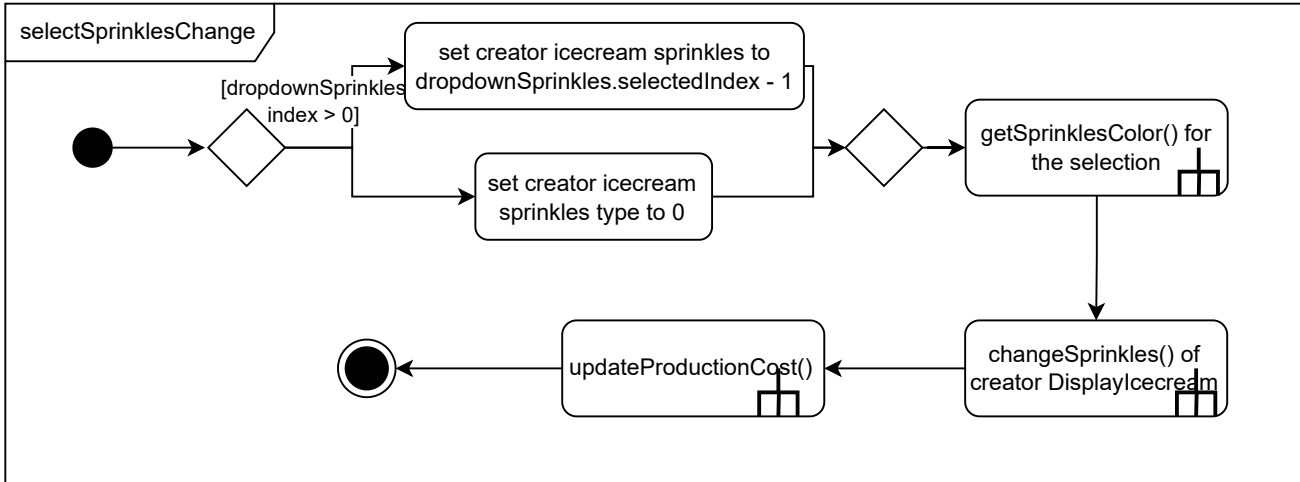 selectSprinklesChange
[dropdownSprinkles
index > 0]
set creator icecream sprinkles to
dropdownSprinkles.selectedIndex - 1
set creator icecream
sprinkles type to 0
getSprinklesColor() for
the selection
changeSprinkles() of
creator DisplayIcecream
updateProductionCost()